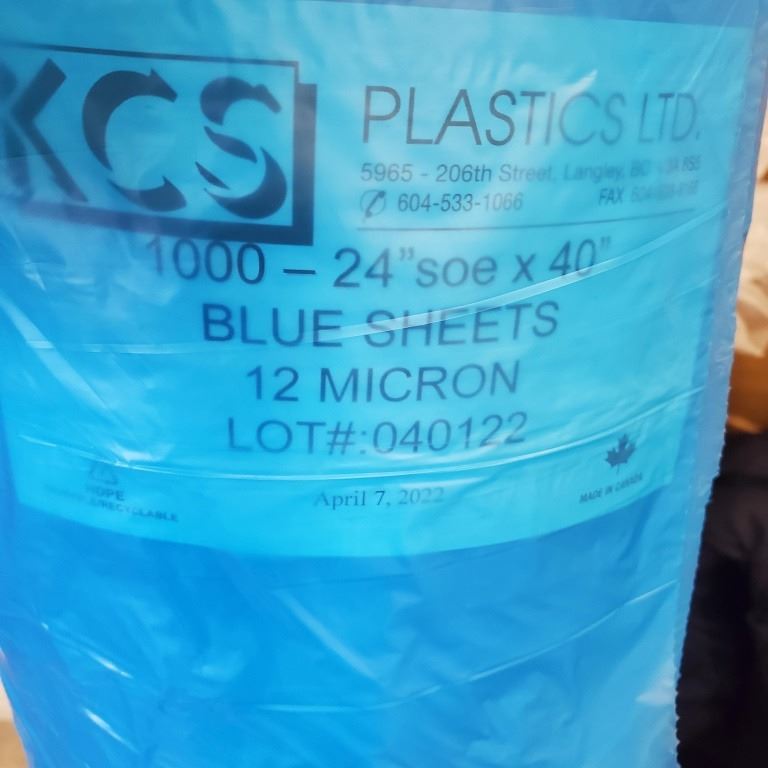 KCS
PLASTICS LTD.
5965 - 206th Street, Langley, BC
604-533-1066 FAX
1000 – 24"soe x 40"
BLUE SHEETS
12 MICRON
LOT#:040122
April 7, 2022
MADE IN CANADA